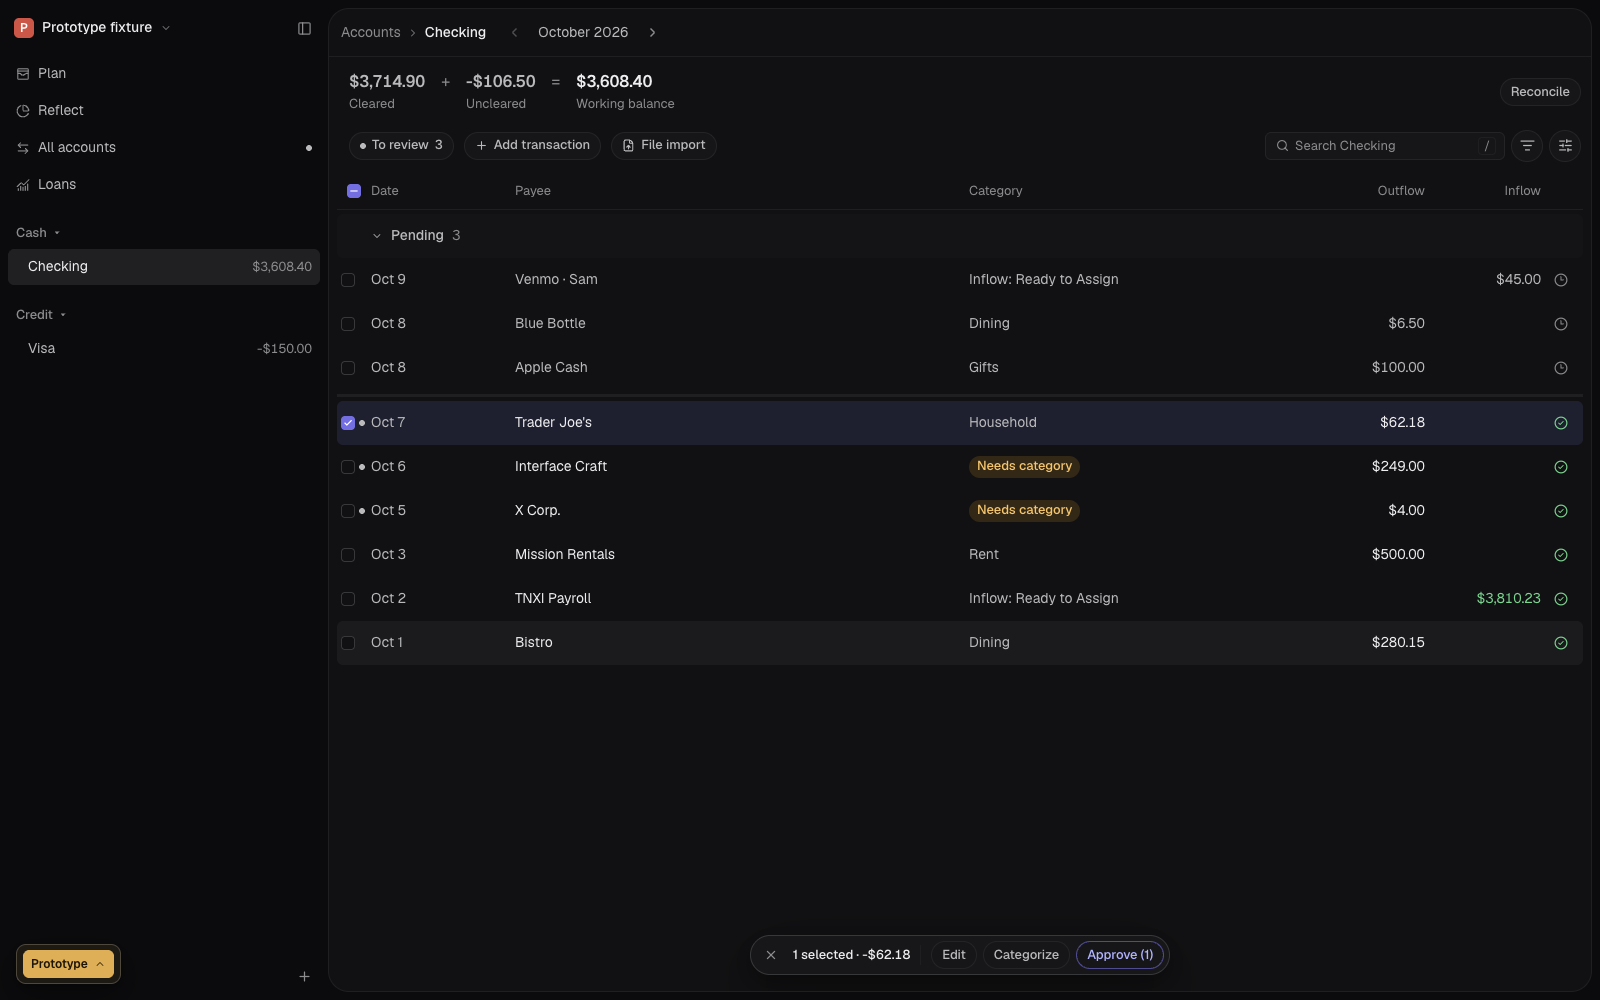 P Prototype fixture
Plan
Reflect
All accounts
Loans
Cash
Checking $3,608.40
Credit
Visa -$150.00
Prototype
Accounts › Checking ‹ October 2026 ›
$3,714.90 + -$106.50 = $3,608.40
Cleared Uncleared Working balance
Reconcile
To review 3 + Add transaction File import
Search Checking /
Date Payee Category Outflow Inflow
Pending 3
Oct 9 Venmo · Sam Inflow: Ready to Assign $45.00
Oct 8 Blue Bottle Dining $6.50
Oct 8 Apple Cash Gifts $100.00
Oct 7 Trader Joe's Household $62.18
Oct 6 Interface Craft Needs category $249.00
Oct 5 X Corp. Needs category $4.00
Oct 3 Mission Rentals Rent $500.00
Oct 2 TNXI Payroll Inflow: Ready to Assign $3,810.23
Oct 1 Bistro Dining $280.15
1 selected · -$62.18 Edit Categorize Approve (1)